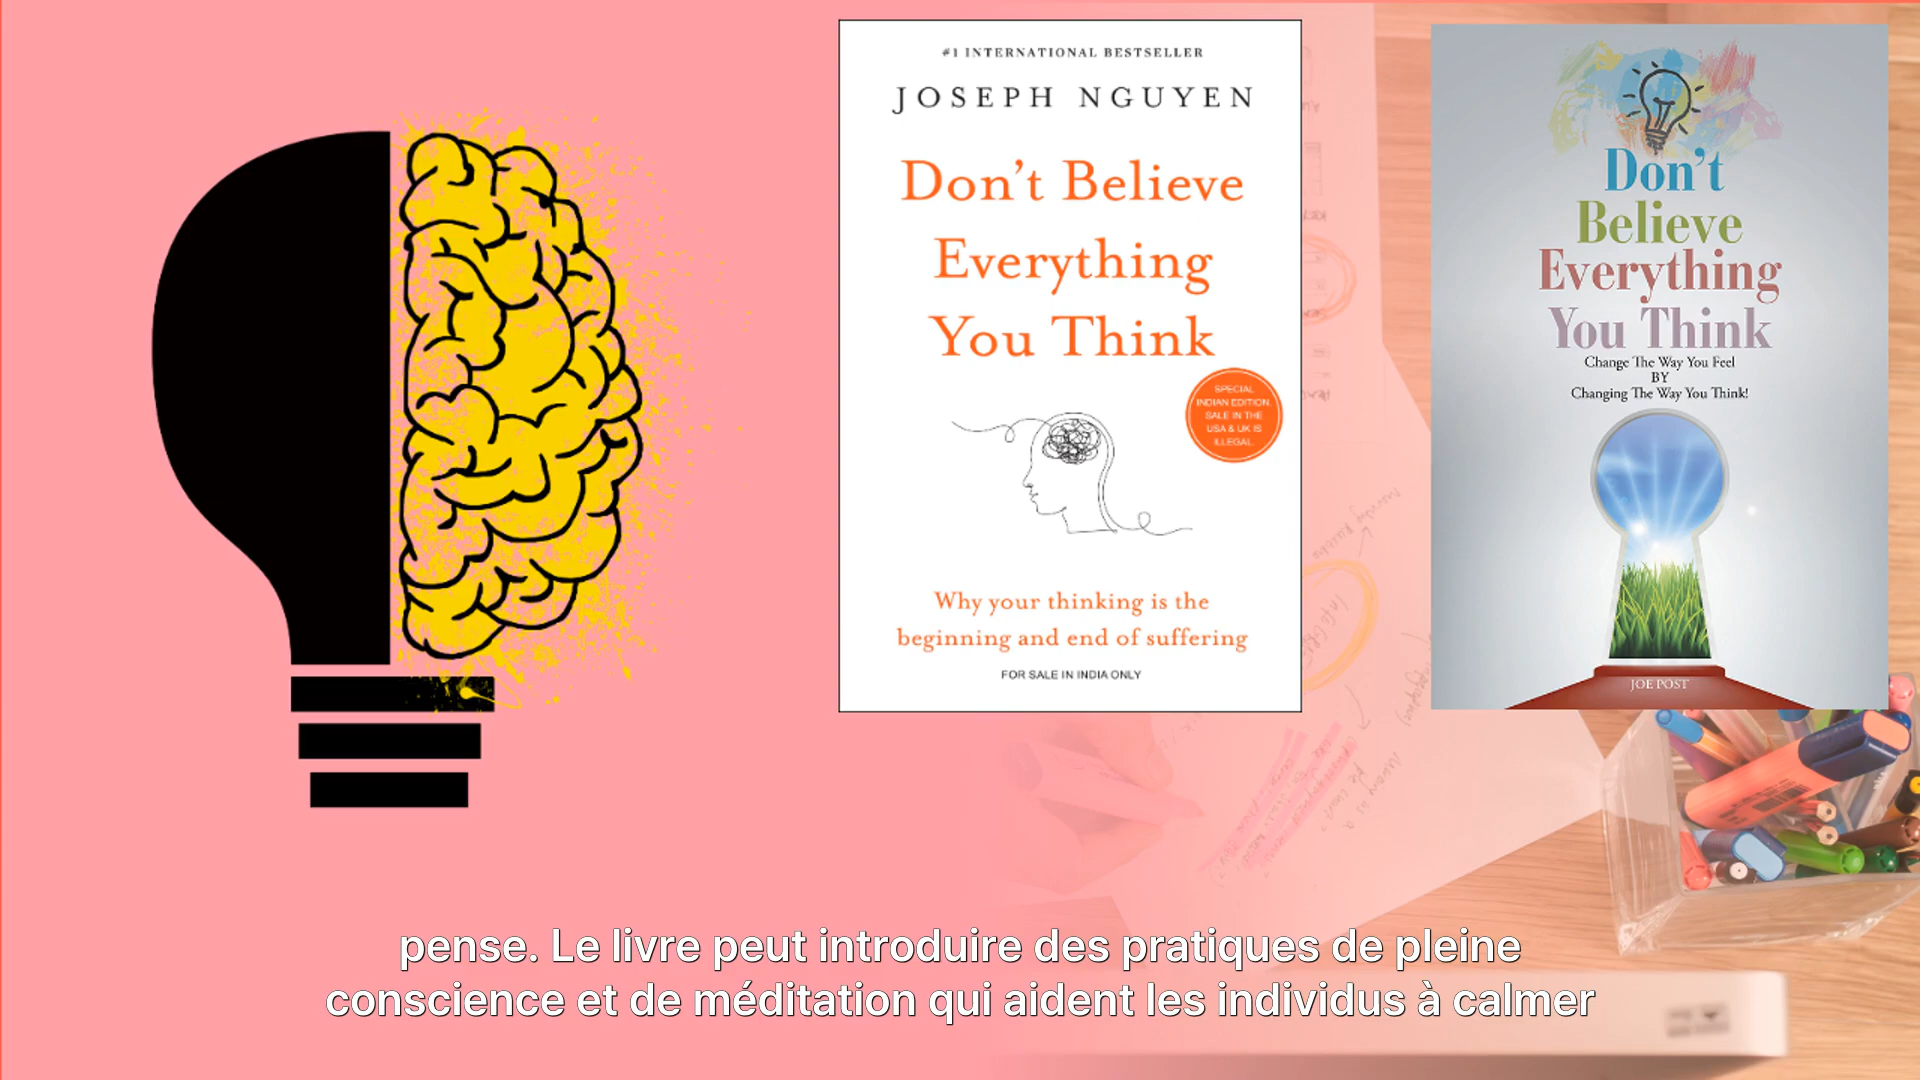 #1 INTERNATIONAL BESTSELLER
JOSEPH NGUYEN
Don't Believe
Everything
You Think
SPECIAL
INDIAN EDITION.
SALE IN THE
USA & UK IS
ILLEGAL
Why your thinking is the
beginning and end of suffering
FOR SALE IN INDIA ONLY
Don't
Believe
Everything
You Think
Change The Way You Feel
BY
Changing The Way You Think!
JOE POST
pense. Le livre peut introduire des pratiques de pleine
conscience et de méditation qui aident les individus à calmer